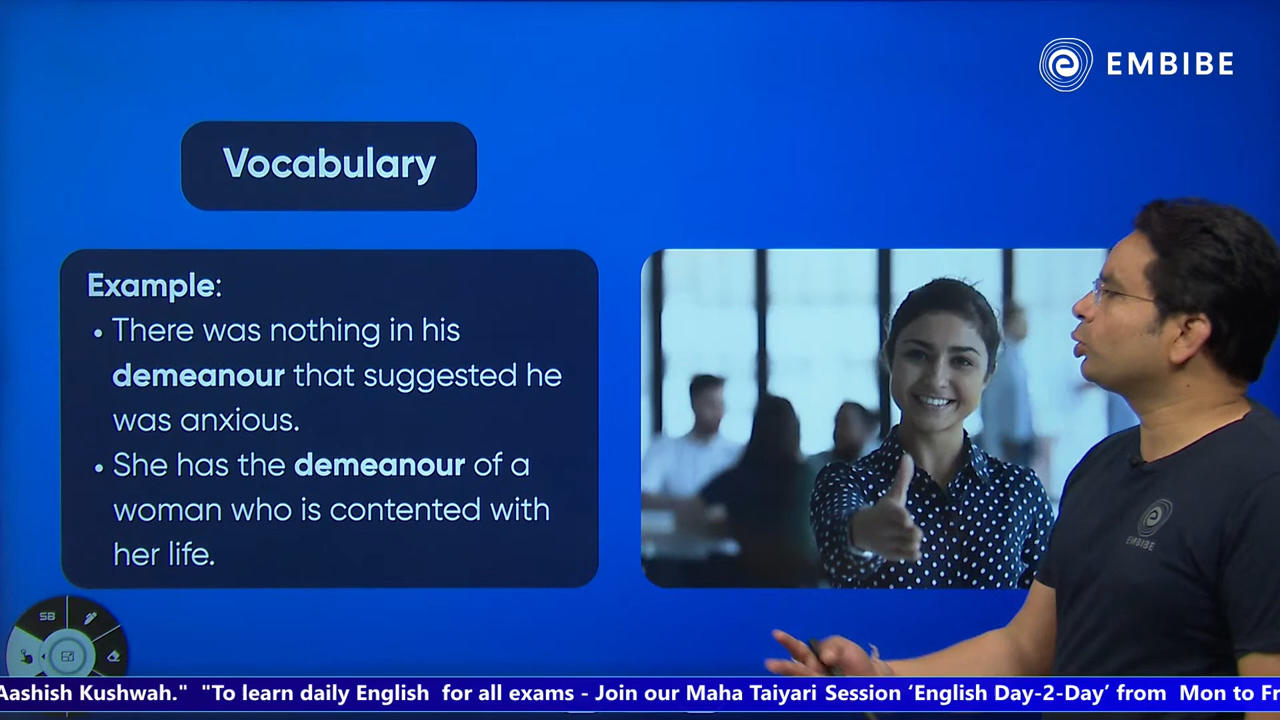 EMBIBE
Vocabulary
Example:
• There was nothing in his
demeanour that suggested he
was anxious.
• She has the demeanour of a
woman who is contented with
her life.
EMBIBE
SB
Aashish Kushwah." "To learn daily English for all exams - Join our Maha Taiyari Session ‘English Day-2-Day’ from Mon to Fr